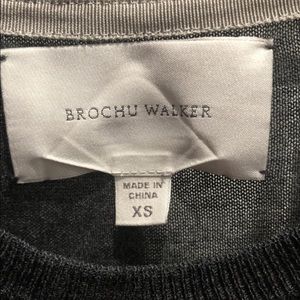 BROCHU WALKER
MADE IN
CHINA
XS